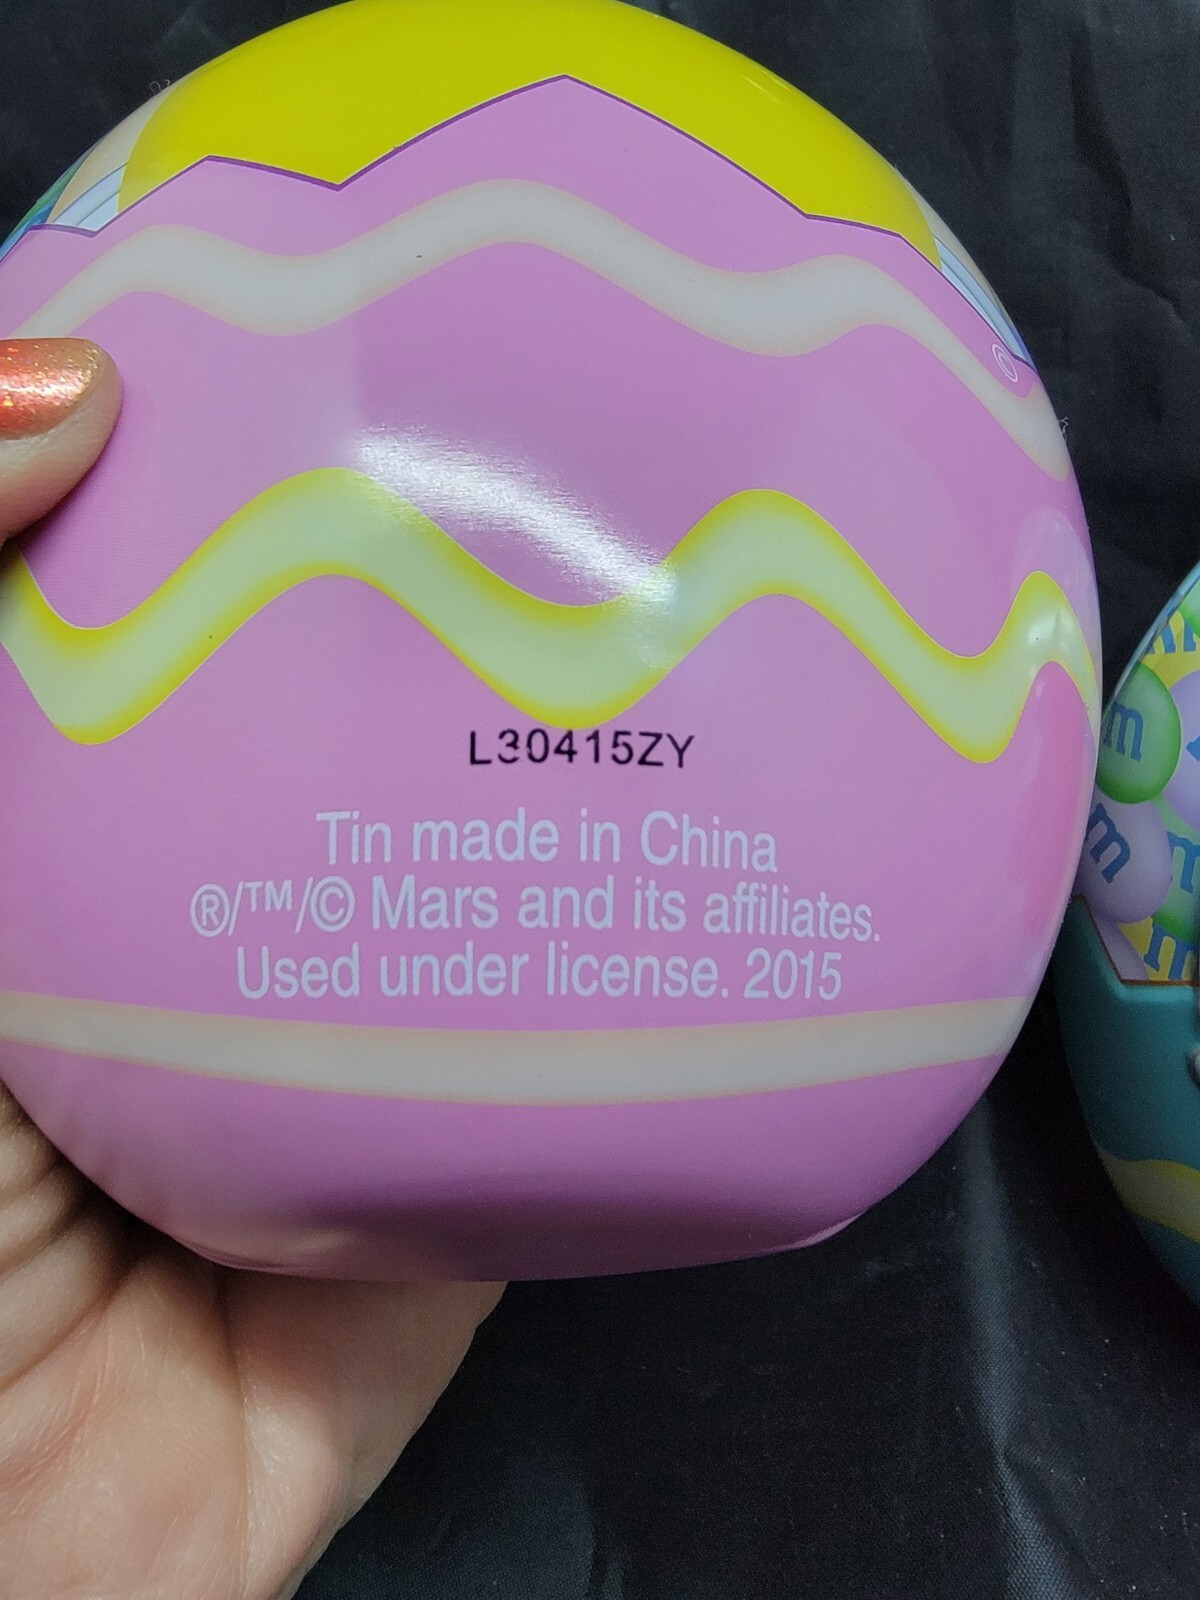 ©
L30415ZY
Tin made in China
®/™/© Mars and its affiliates.
Used under license. 2015
m
m
m
m